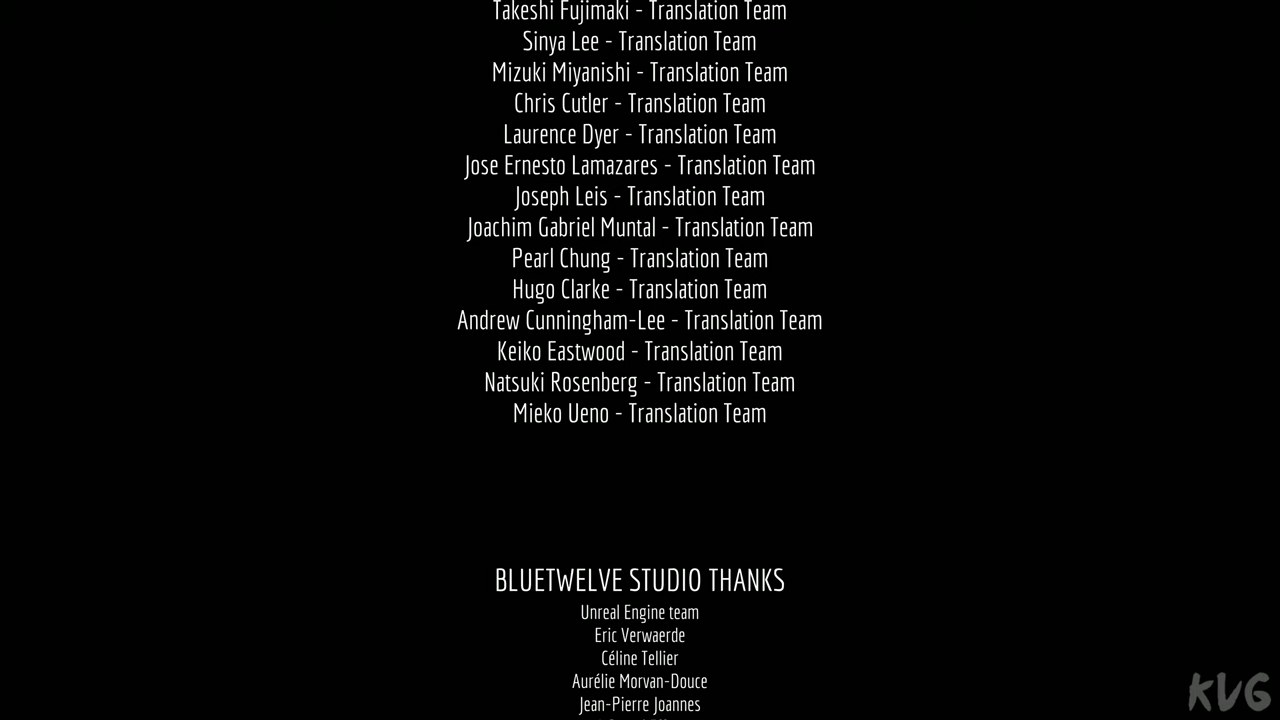 Takeshi Fujimaki - Translation Team
Sinya Lee - Translation Team
Mizuki Miyanishi - Translation Team
Chris Cutler - Translation Team
Laurence Dyer - Translation Team
Jose Ernesto Lamazares - Translation Team
Joseph Leis - Translation Team
Joachim Gabriel Muntal - Translation Team
Pearl Chung - Translation Team
Hugo Clarke - Translation Team
Andrew Cunningham-Lee - Translation Team
Keiko Eastwood - Translation Team
Natsuki Rosenberg - Translation Team
Mieko Ueno - Translation Team
BLUETWELVE STUDIO THANKS
Unreal Engine team
Eric Verwaerde
Céline Tellier
Aurélie Morvan-Douce
Jean-Pierre Joannes
KVG